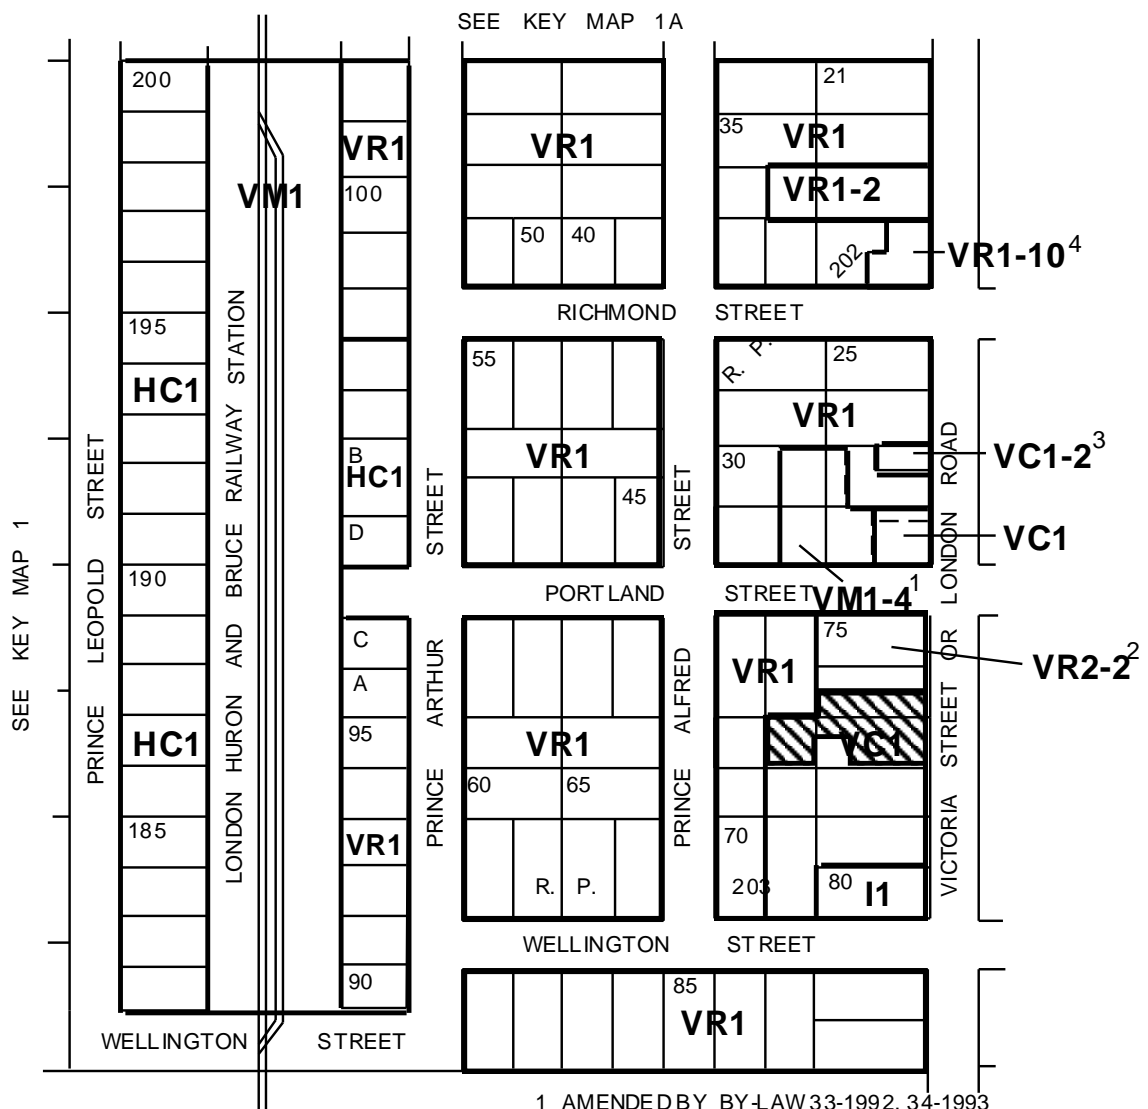 SEE KEY MAP 1A
200
21
35
VR1
VR1
VR1
VM1
100
VR1-2
50
40
202
VR1-10⁴
RICHMOND STREET
195
55
R. P.
25
HC1
VR1
B
HC1
VR1
30
VC1-2³
45
D
VC1
190
PORTLAND STREET
VM1-4¹
C
75
VR1
VR2-2²
A
HC1
95
VR1
VC1
60
65
185
VR1
70
R. P.
203
80
I1
WELLINGTON STREET
90
85
VR1
WELLINGTON STREET
SEE KEY MAP 1
PRINCE LEOPOLD STREET
LONDON HURON AND BRUCE RAILWAY STATION
PRINCE ARTHUR STREET
PRINCE ALFRED STREET
VICTORIA STREET OR LONDON ROAD
1 AMENDED BY BY-LAW 33-1992, 34-1993